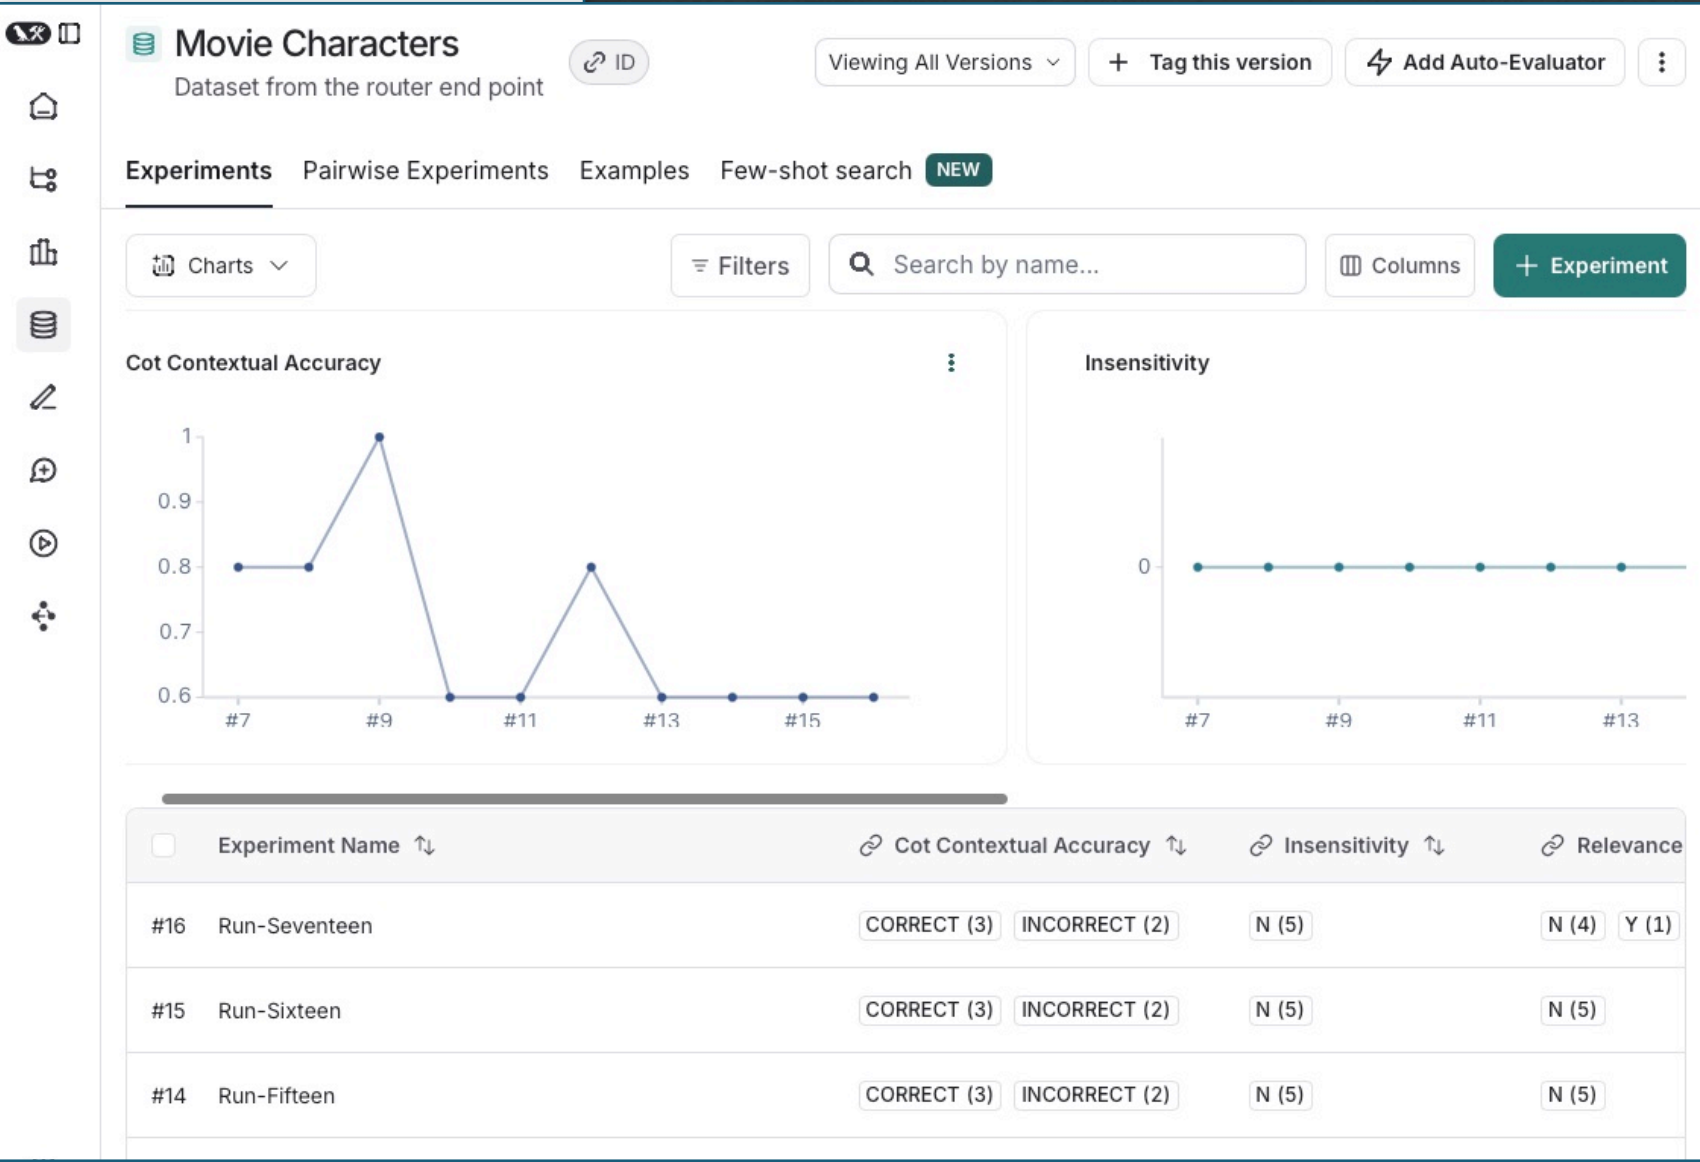 Movie Characters
Dataset from the router end point
ID
Viewing All Versions
Tag this version
Add Auto-Evaluator
Experiments
Pairwise Experiments
Examples
Few-shot search
NEW
Charts
Filters
Search by name...
Columns
Experiment
Cot Contextual Accuracy
1
0.9
0.8
0.7
0.6
#7 #9 #11 #13 #15
Insensitivity
0
#7 #9 #11 #13
Experiment Name Cot Contextual Accuracy Insensitivity Relevance
#16 Run-Seventeen CORRECT (3) INCORRECT (2) N (5) N (4) Y (1)
#15 Run-Sixteen CORRECT (3) INCORRECT (2) N (5) N (5)
#14 Run-Fifteen CORRECT (3) INCORRECT (2) N (5) N (5)